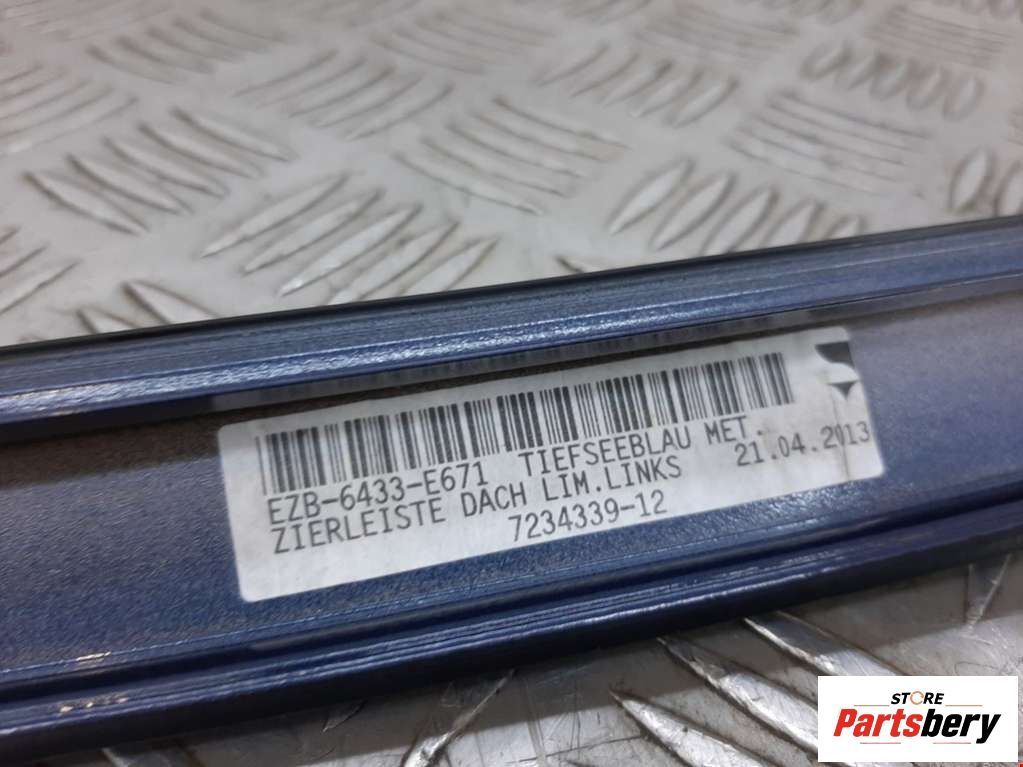 EZB-6433-E671 TIEFSEEBLAU MET.
ZIERLEISTE DACH LIM.LINKS 21.04.2013
7234339-12
STORE
Partsbery